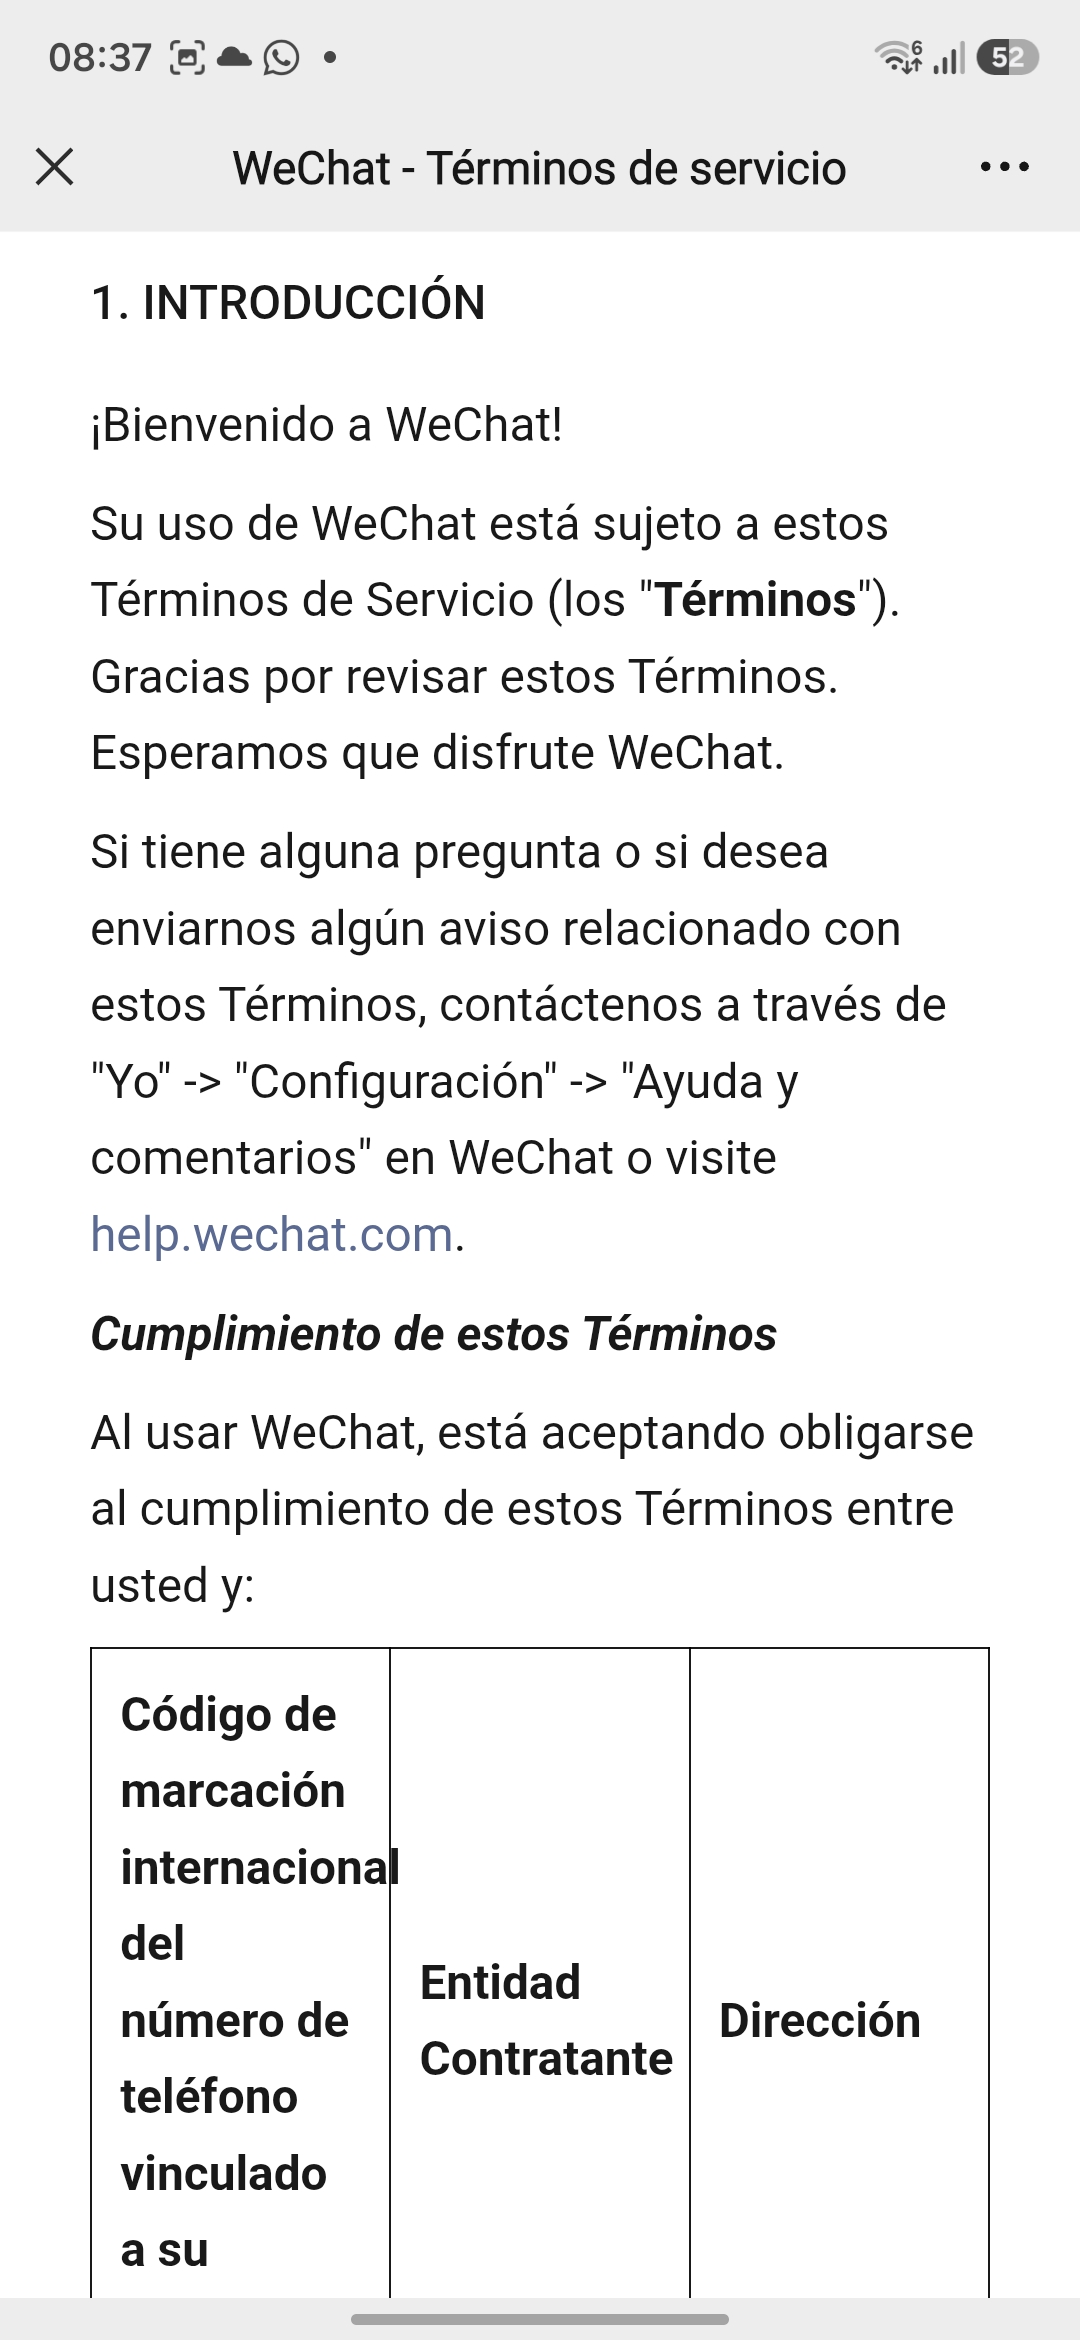 08:37
6
52
WeChat - Términos de servicio
1. INTRODUCCIÓN
¡Bienvenido a WeChat!
Su uso de WeChat está sujeto a estos
Términos de Servicio (los "Términos").
Gracias por revisar estos Términos.
Esperamos que disfrute WeChat.
Si tiene alguna pregunta o si desea
enviarnos algún aviso relacionado con
estos Términos, contáctenos a través de
"Yo" -> "Configuración" -> "Ayuda y
comentarios" en WeChat o visite
help.wechat.com.
Cumplimiento de estos Términos
Al usar WeChat, está aceptando obligarse
al cumplimiento de estos Términos entre
usted y:
Código de
marcación
internacional
del
número de
teléfono
vinculado
a su
Entidad
Contratante
Dirección